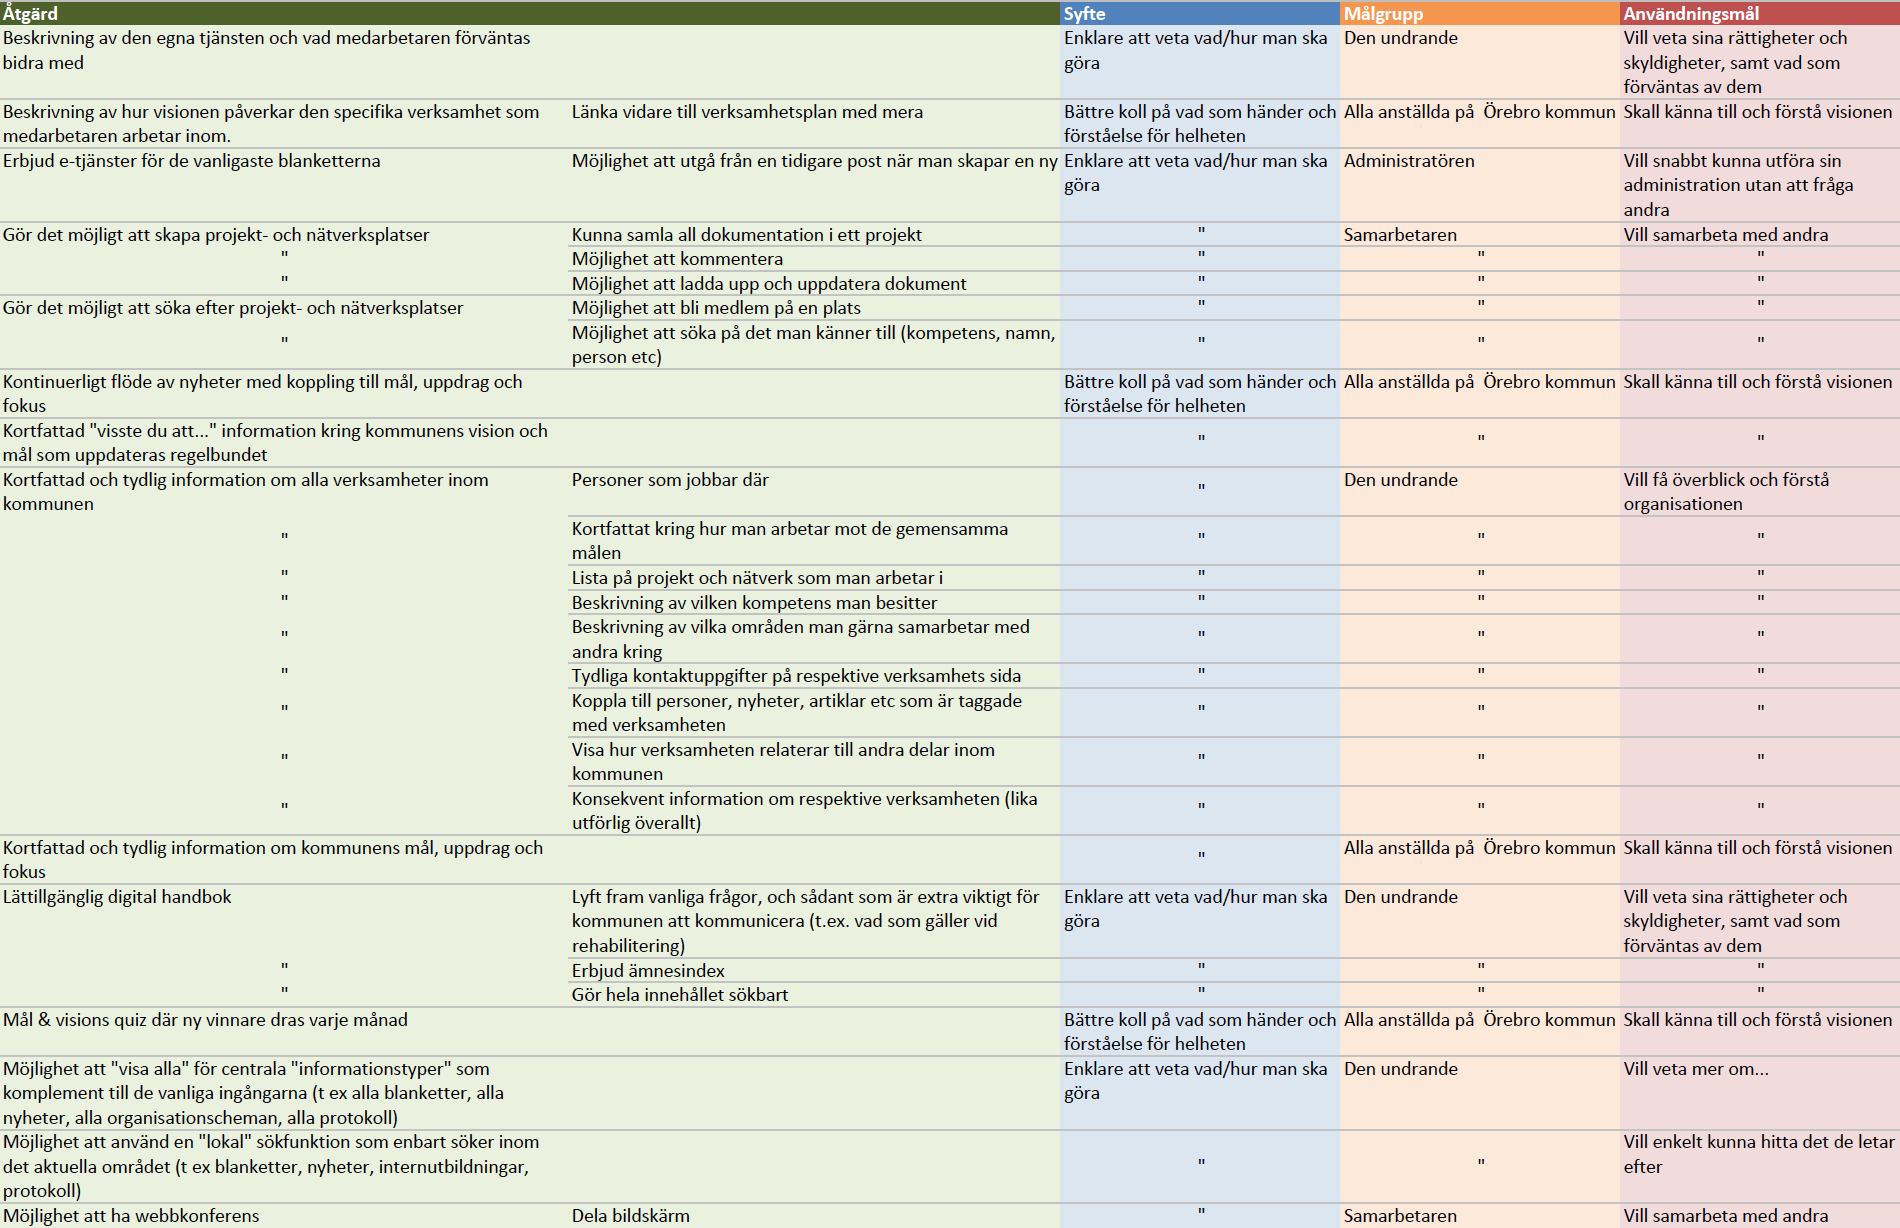 Åtgärd Syfte Målgrupp Användningsmål
Beskrivning av den egna tjänsten och vad medarbetaren förväntas Enklare att veta vad/hur man ska Den undrande Vill veta sina rättigheter och
bidra med göra skyldigheter, samt vad som
förväntas av dem
Beskrivning av hur visionen påverkar den specifika verksamhet som Länka vidare till verksamhetsplan med mera Bättre koll på vad som händer och Alla anställda på Örebro kommun Skall känna till och förstå visionen
medarbetaren arbetar inom. förståelse för helheten
Erbjud e-tjänster för de vanligaste blanketterna Möjlighet att utgå från en tidigare post när man skapar en ny Enklare att veta vad/hur man ska Administratören Vill snabbt kunna utföra sin
göra administration utan att fråga
andra
Gör det möjligt att skapa projekt- och nätverksplatser Kunna samla all dokumentation i ett projekt " Samarbetaren Vill samarbeta med andra
" Möjlighet att kommentera " " "
" Möjlighet att ladda upp och uppdatera dokument " " "
Gör det möjligt att söka efter projekt- och nätverksplatser Möjlighet att bli medlem på en plats " " "
" Möjlighet att söka på det man känner till (kompetens, namn, " " "
person etc)
Kontinuerligt flöde av nyheter med koppling till mål, uppdrag och Bättre koll på vad som händer och Alla anställda på Örebro kommun Skall känna till och förstå visionen
fokus förståelse för helheten
Kortfattad "visste du att..." information kring kommunens vision och " " "
mål som uppdateras regelbundet
Kortfattad och tydlig information om alla verksamheter inom Personer som jobbar där " Den undrande Vill få överblick och förstå
kommunen organisationen
" Kortfattat kring hur man arbetar mot de gemensamma " " "
målen
" Lista på projekt och nätverk som man arbetar i " " "
" Beskrivning av vilken kompetens man besitter " " "
" Beskrivning av vilka områden man gärna samarbetar med " " "
andra kring
" Tydliga kontaktuppgifter på respektive verksamhets sida " " "
" Koppla till personer, nyheter, artiklar etc som är taggade " " "
med verksamheten
" Visa hur verksamheten relaterar till andra delar inom " " "
kommunen
" Konsekvent information om respektive verksamheten (lika " " "
utförlig överallt)
Kortfattad och tydlig information om kommunens mål, uppdrag och " Alla anställda på Örebro kommun Skall känna till och förstå visionen
fokus
Lättillgänglig digital handbok Lyft fram vanliga frågor, och sådant som är extra viktigt för Enklare att veta vad/hur man ska Den undrande Vill veta sina rättigheter och
kommunen att kommunicera (t.ex. vad som gäller vid göra skyldigheter, samt vad som
rehabilitering) förväntas av dem
" Erbjud ämnesindex " " "
" Gör hela innehållet sökbart " " "
Mål & visions quiz där ny vinnare dras varje månad Bättre koll på vad som händer och Alla anställda på Örebro kommun Skall känna till och förstå visionen
förståelse för helheten
Möjlighet att "visa alla" för centrala "informationstyper" som Enklare att veta vad/hur man ska Den undrande Vill veta mer om...
komplement till de vanliga ingångarna (t ex alla blanketter, alla göra
nyheter, alla organisationscheman, alla protokoll)
Möjlighet att använd en "lokal" sökfunktion som enbart söker inom Vill enkelt kunna hitta det de letar
det aktuella området (t ex blanketter, nyheter, internutbildningar, " " efter
protokoll)
Möjlighet att ha webbkonferens Dela bildskärm " Samarbetaren Vill samarbeta med andra